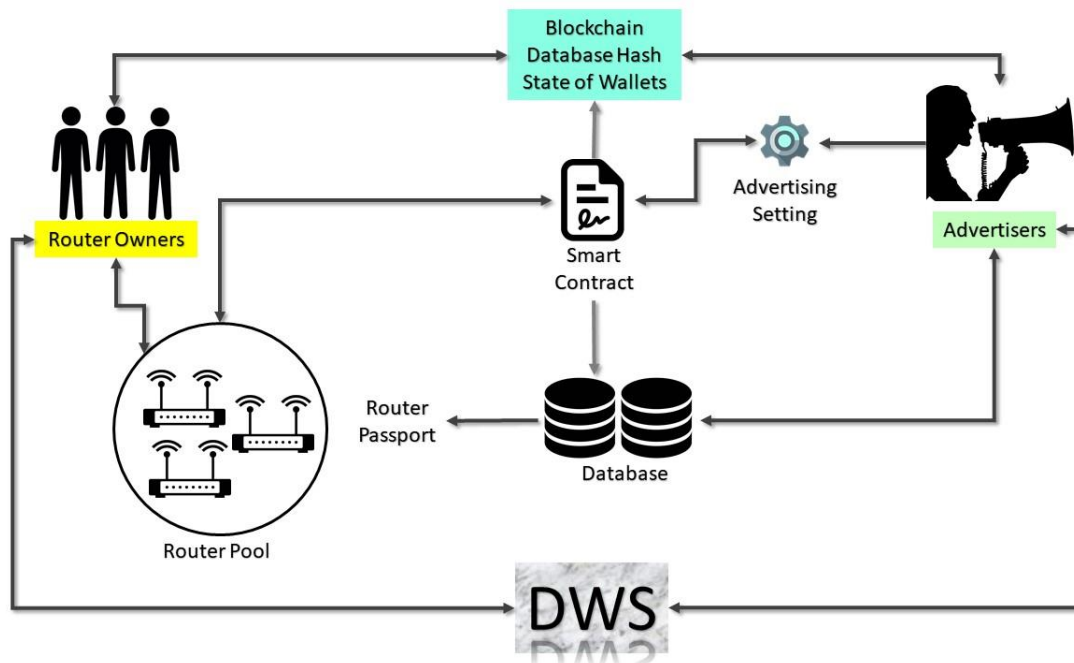 Blockchain
Database Hash
State of Wallets
Advertising
Setting
Router Owners
Advertisers
Smart
Contract
Router
Passport
Database
Router Pool
DWS